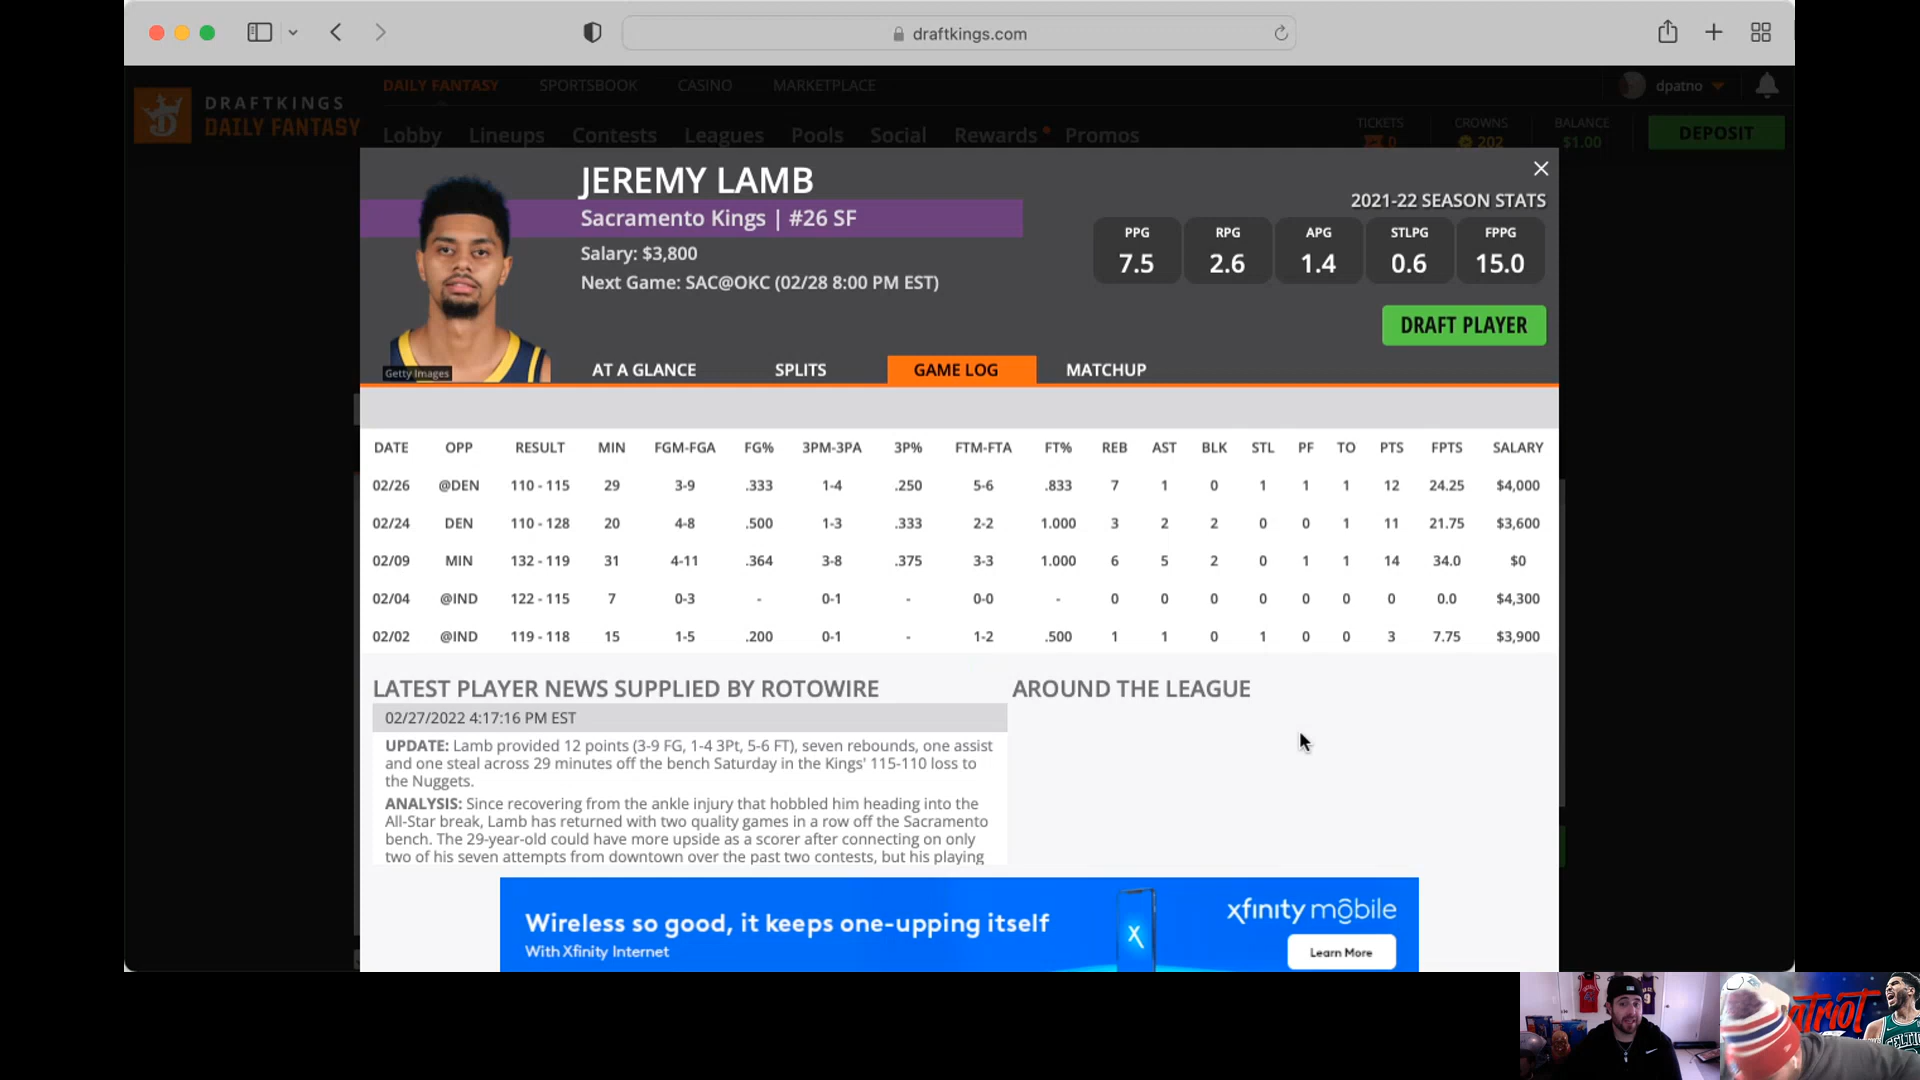 draftkings.com
DRAFTKINGS
DAILY FANTASY
DAILY FANTASY SPORTSBOOK CASINO MARKETPLACE
dpatno
Lobby Lineups Contests Leagues Pools Social Rewards Promos
TICKETS CROWNS BALANCE
0 202 $1.00
DEPOSIT
JEREMY LAMB
Sacramento Kings | #26 SF
Salary: $3,800
Next Game: SAC@OKC (02/28 8:00 PM EST)
2021-22 SEASON STATS
PPG RPG APG STLPG FPPG
7.5 2.6 1.4 0.6 15.0
DRAFT PLAYER
Getty Images
AT A GLANCE SPLITS GAME LOG MATCHUP
DATE OPP RESULT MIN FGM-FGA FG% 3PM-3PA 3P% FTM-FTA FT% REB AST BLK STL PF TO PTS FPTS SALARY
02/26 @DEN 110 - 115 29 3-9 .333 1-4 .250 5-6 .833 7 1 0 1 1 1 12 24.25 $4,000
02/24 DEN 110 - 128 20 4-8 .500 1-3 .333 2-2 1.000 3 2 2 0 0 1 11 21.75 $3,600
02/09 MIN 132 - 119 31 4-11 .364 3-8 .375 3-3 1.000 6 5 2 0 1 1 14 34.0 $0
02/04 @IND 122 - 115 7 0-3 - 0-1 - 0-0 - 0 0 0 0 0 0 0 0.0 $4,300
02/02 @IND 119 - 118 15 1-5 .200 0-1 - 1-2 .500 1 1 0 1 0 0 3 7.75 $3,900
LATEST PLAYER NEWS SUPPLIED BY ROTOWIRE
02/27/2022 4:17:16 PM EST
UPDATE: Lamb provided 12 points (3-9 FG, 1-4 3Pt, 5-6 FT), seven rebounds, one assist
and one steal across 29 minutes off the bench Saturday in the Kings' 115-110 loss to
the Nuggets.
ANALYSIS: Since recovering from the ankle injury that hobbled him heading into the
All-Star break, Lamb has returned with two quality games in a row off the Sacramento
bench. The 29-year-old could have more upside as a scorer after connecting on only
two of his seven attempts from downtown over the past two contests, but his playing
AROUND THE LEAGUE
Wireless so good, it keeps one-upping itself
With Xfinity Internet
X
xfinity mobile
Learn More
atriot
CELTIC